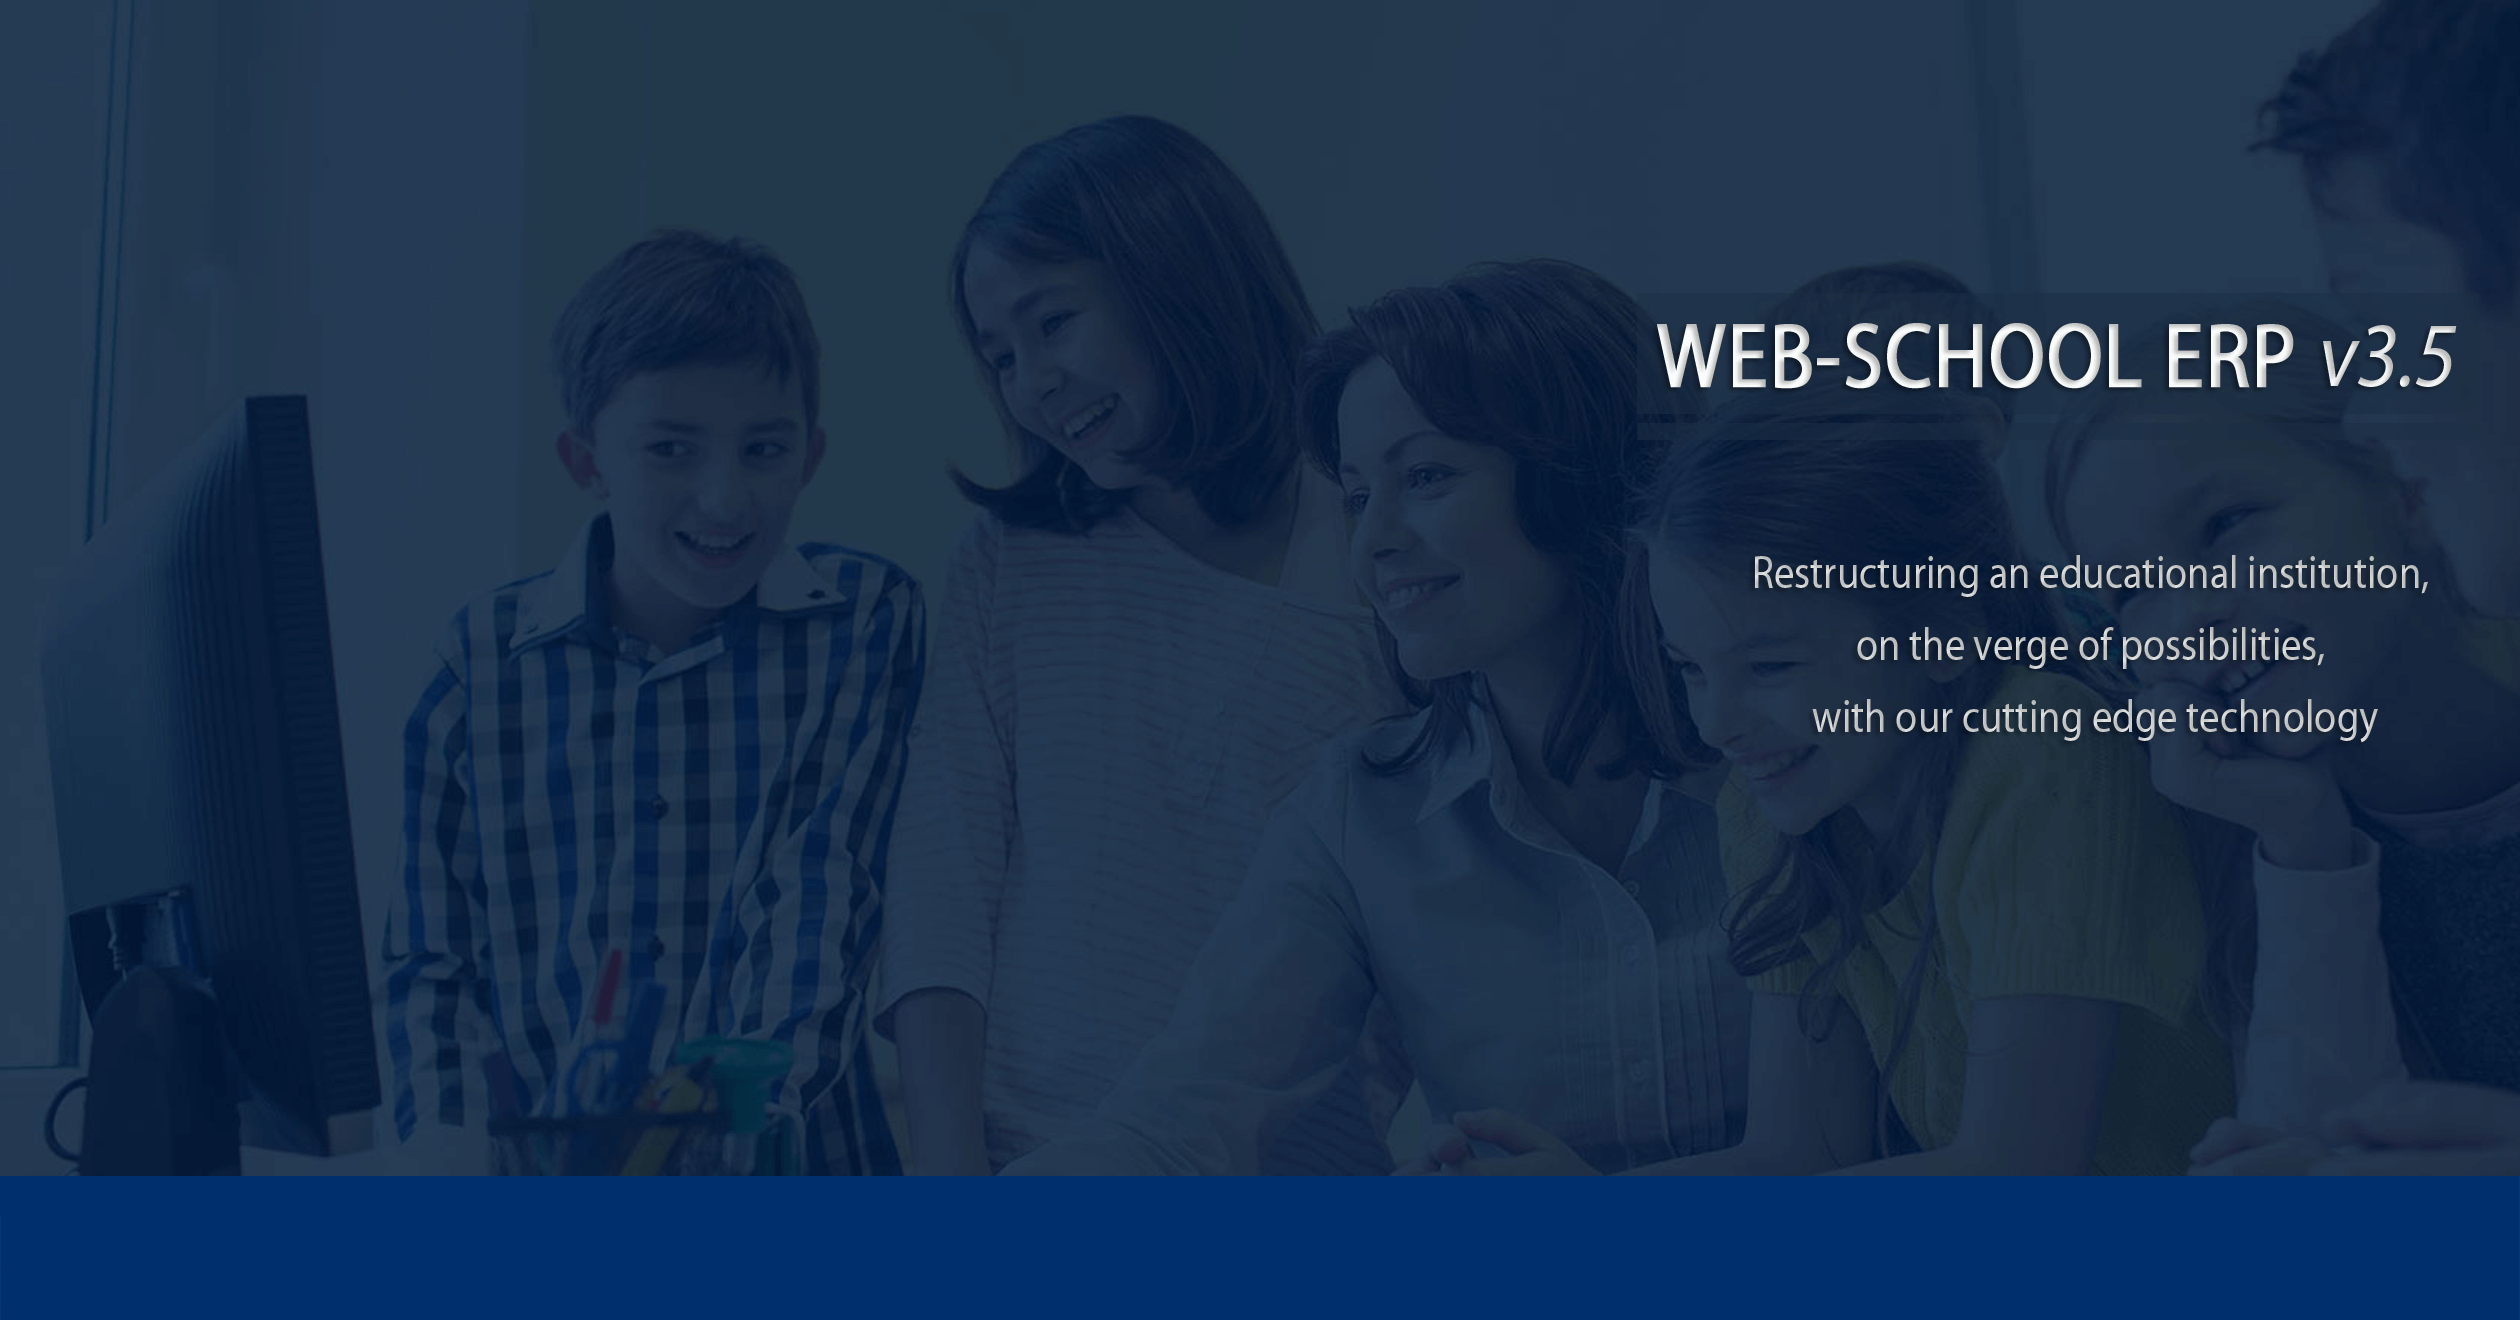 WEB-SCHOOL ERP v3.5
Restructuring an educational institution,
on the verge of possibilities,
with our cutting edge technology